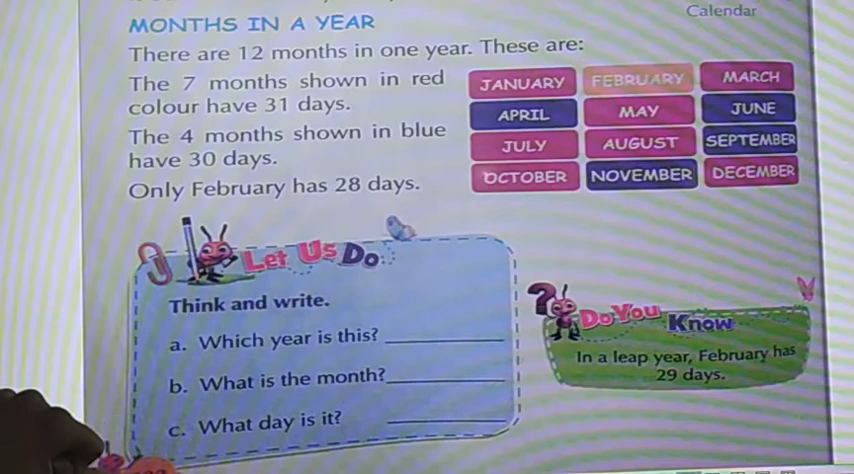 Calendar
MONTHS IN A YEAR
There are 12 months in one year. These are:
The 7 months shown in red
colour have 31 days.
The 4 months shown in blue
have 30 days.
Only February has 28 days.
JANUARY FEBRUARY MARCH
APRIL MAY JUNE
JULY AUGUST SEPTEMBER
OCTOBER NOVEMBER DECEMBER
Let Us Do
Think and write.
a. Which year is this? __________
b. What is the month? __________
c. What day is it? __________
Do You Know
In a leap year, February has
29 days.